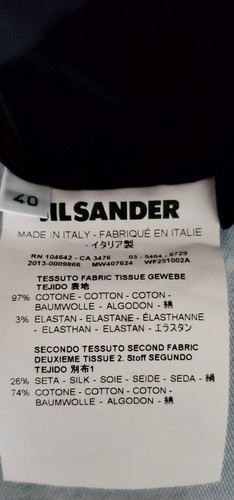 40
JILSANDER
MADE IN ITALY - FABRIQUÉ EN ITALIE
- イタリア製
RN 104642 - CA 3476 03 - 5464 - 6729
2013-0009866 MW407624 WF251002A
TESSUTO FABRIC TISSUE GEWEBE
TEJIDO 表地
97% COTONE - COTTON - COTON -
BAUMWOLLE - ALGODON - 綿
3% ELASTAN - ELASTANE - ÉLASTHANNE
- ELASTHAN - ELASTAN - エラスタン
SECONDO TESSUTO SECOND FABRIC
DEUXIEME TISSUE 2. Stoff SEGUNDO
TEJIDO 別布1
26% SETA - SILK - SOIE - SEIDE - SEDA - 絹
74% COTONE - COTTON - COTON -
BAUMWOLLE - ALGODON - 綿